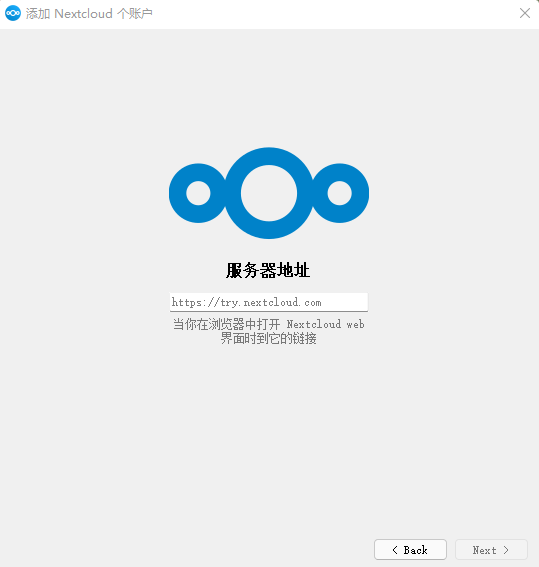 添加 Nextcloud 个账户
服务器地址
https://try.nextcloud.com
当你在浏览器中打开 Nextcloud web
界面时到它的链接
< Back
Next >